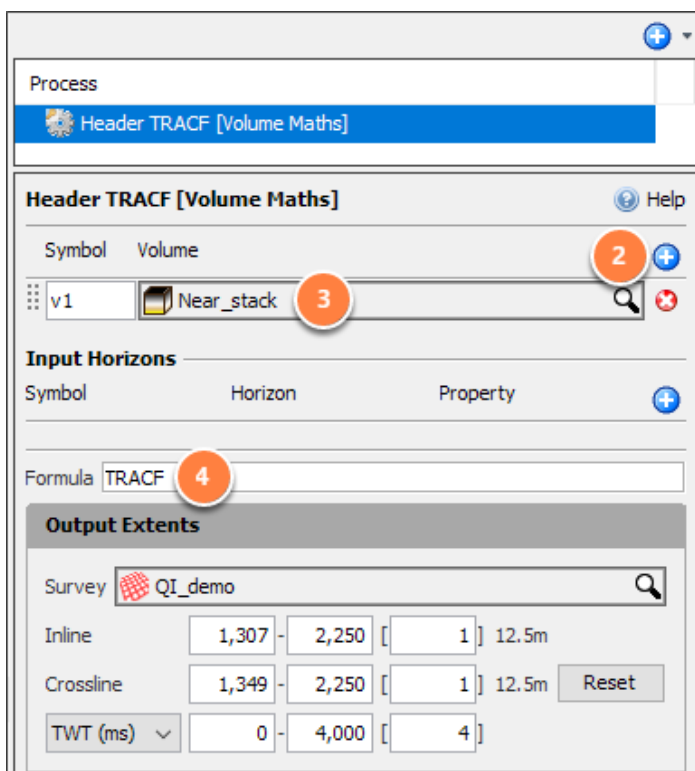 Process
Header TRACF [Volume Maths]
Header TRACF [Volume Maths] Help
Symbol Volume 2
v1 Near_stack 3
Input Horizons
Symbol Horizon Property
Formula TRACF 4
Output Extents
Survey QI_demo
Inline 1,307 - 2,250 [ 1 ] 12.5m
Crossline 1,349 - 2,250 [ 1 ] 12.5m Reset
TWT (ms) 0 - 4,000 [ 4 ]